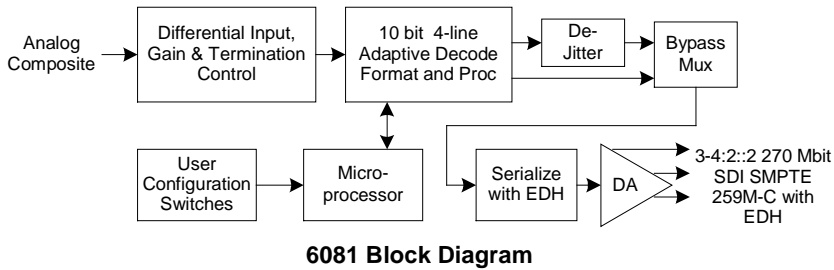 Analog
Composite
Differential Input,
Gain & Termination
Control
10 bit 4-line
Adaptive Decode
Format and Proc
De-
Jitter
Bypass
Mux
User
Configuration
Switches
Micro-
processor
Serialize
with EDH
DA
3-4:2::2 270 Mbit
SDI SMPTE
259M-C with
EDH
6081 Block Diagram